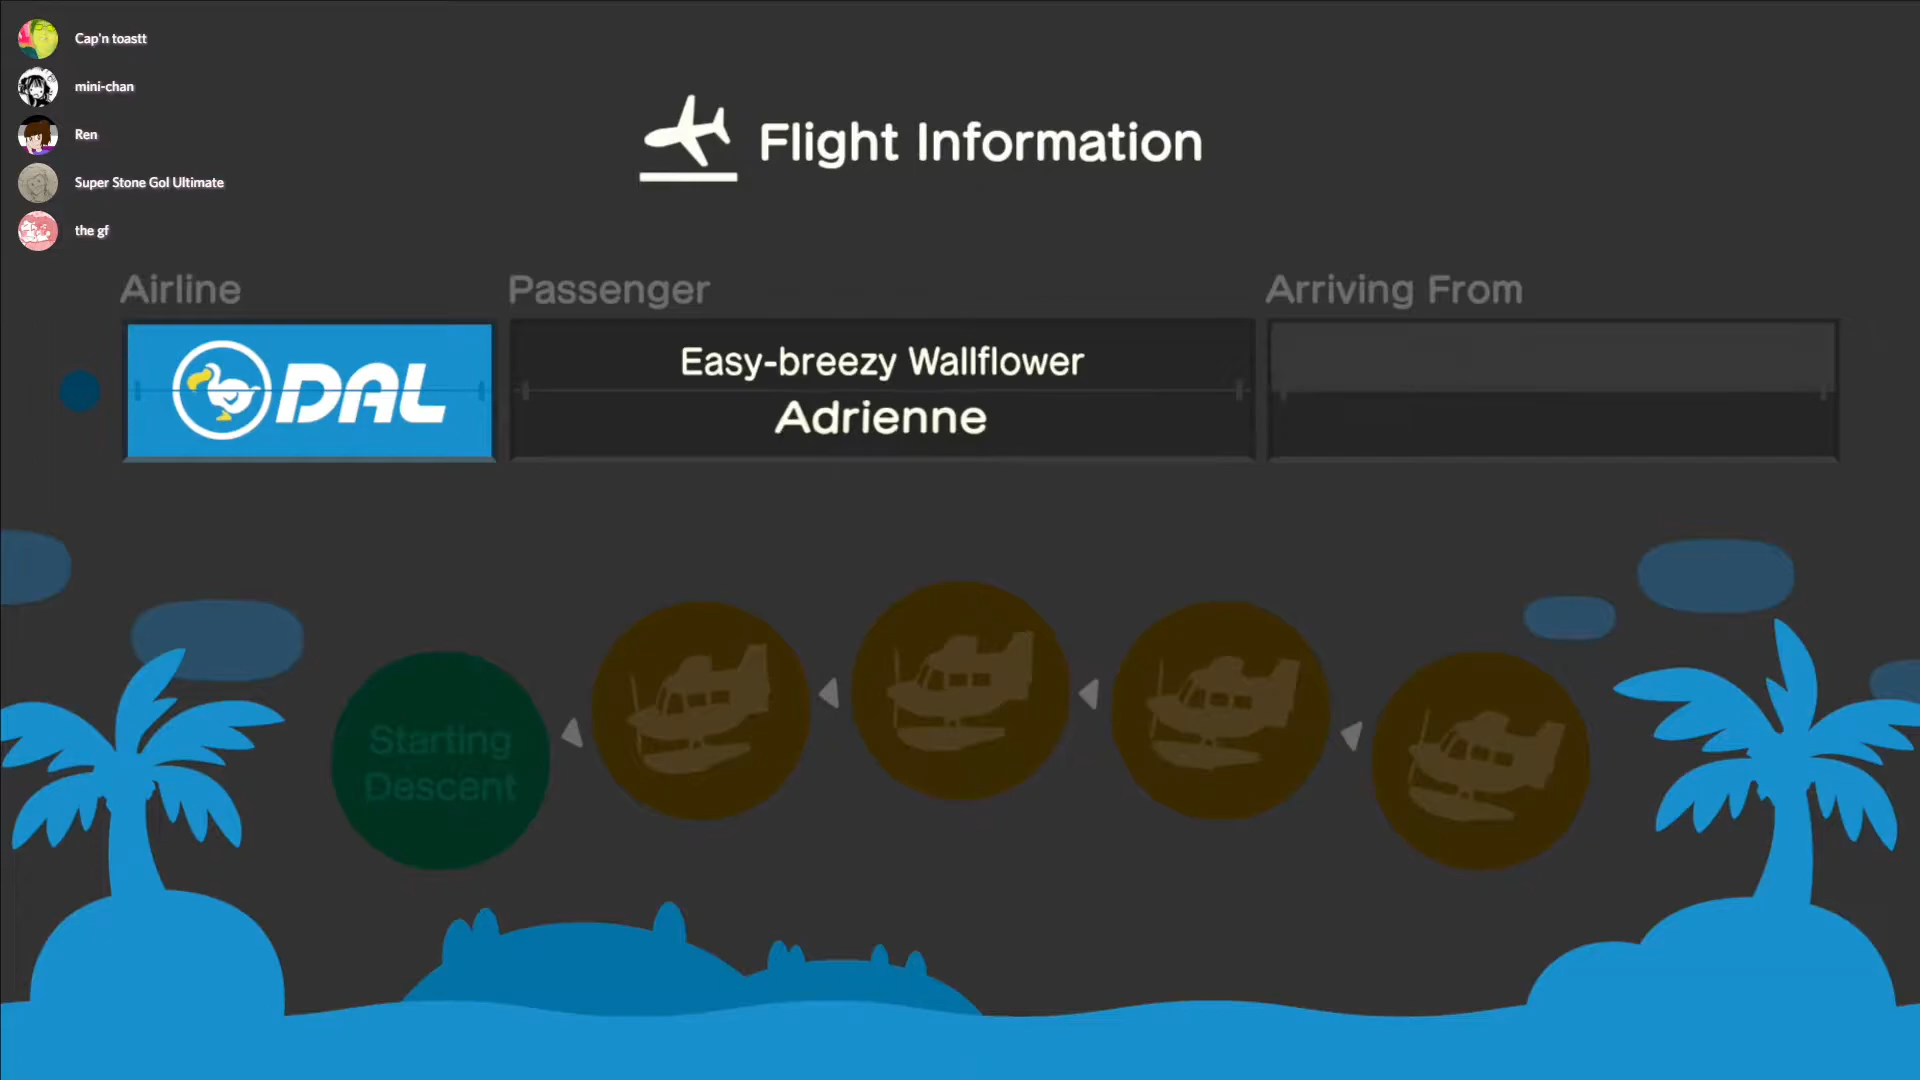 Cap'n toastt
mini-chan
Ren
Super Stone Gol Ultimate
the gf
Flight Information
Airline
Passenger
Arriving From
DAL
Easy-breezy Wallflower
Adrienne
Starting
Descent